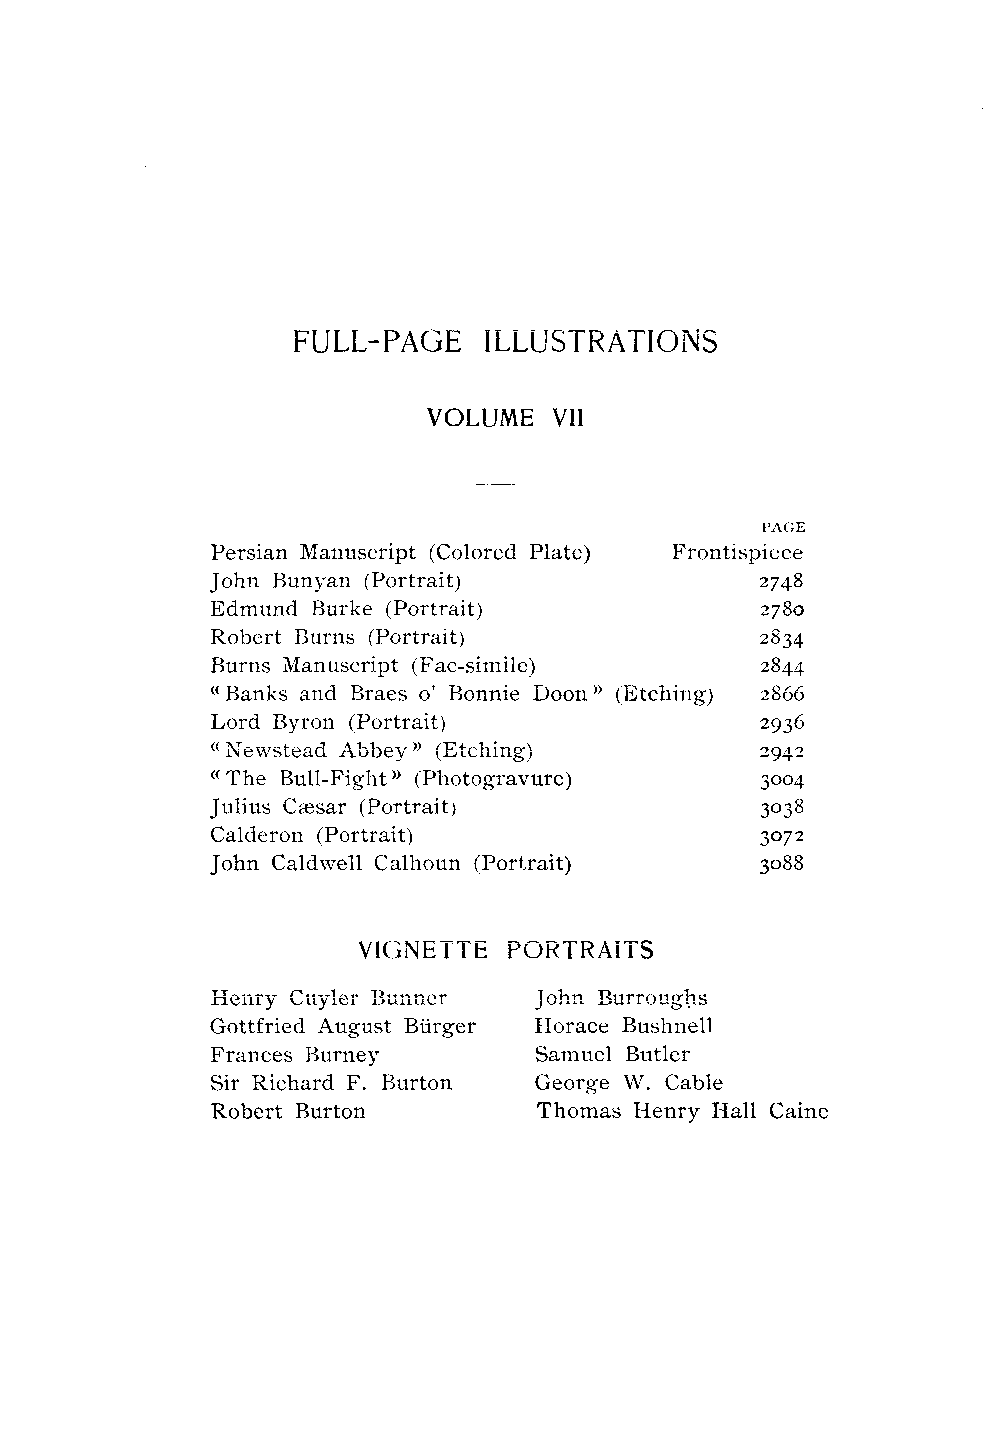 FULL-PAGE ILLUSTRATIONS
VOLUME VII
PAGE
Persian Manuscript (Colored Plate) Frontispiece
John Bunyan (Portrait) 2748
Edmund Burke (Portrait) 2780
Robert Burns (Portrait) 2834
Burns Manuscript (Fac-simile) 2844
«Banks and Braes o' Bonnie Doon» (Etching) 2866
Lord Byron (Portrait) 2936
«Newstead Abbey» (Etching) 2942
«The Bull-Fight» (Photogravure) 3004
Julius Cæsar (Portrait) 3038
Calderon (Portrait) 3072
John Caldwell Calhoun (Portrait) 3088
VIGNETTE PORTRAITS
Henry Cuyler Bunner John Burroughs
Gottfried August Bürger Horace Bushnell
Frances Burney Samuel Butler
Sir Richard F. Burton George W. Cable
Robert Burton Thomas Henry Hall Caine